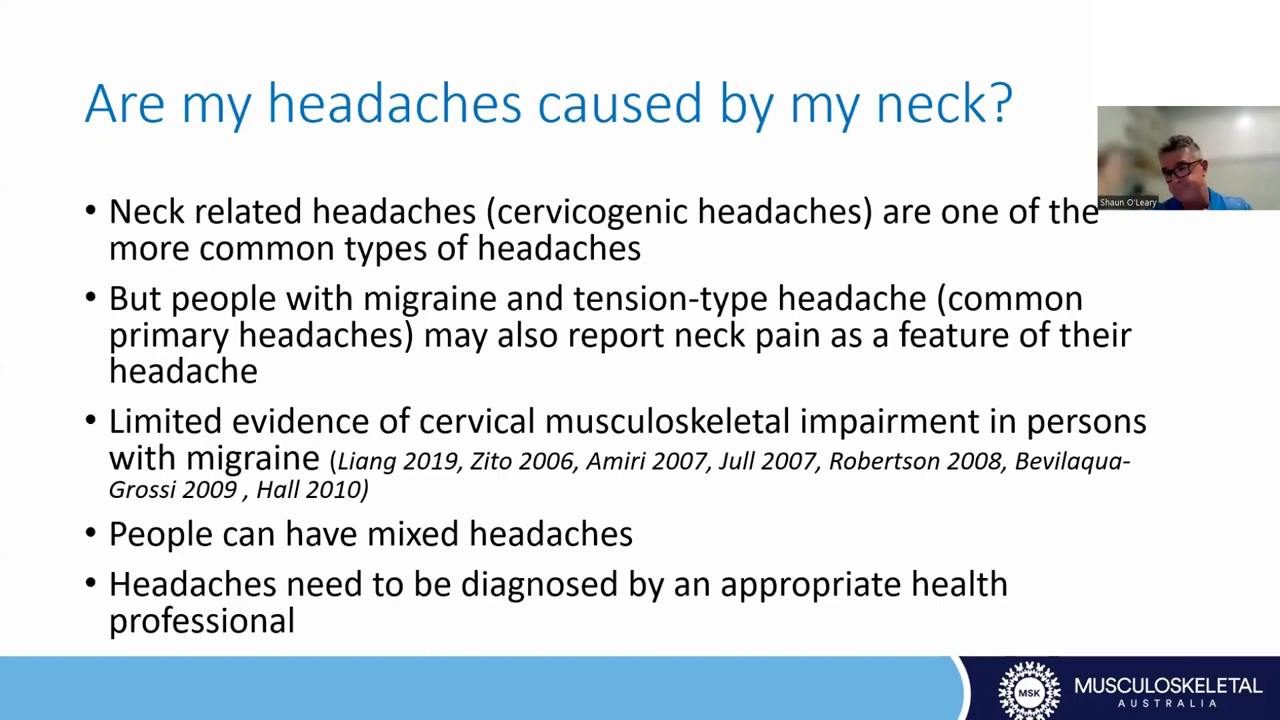 Are my headaches caused by my neck?
Shaun O'Leary
• Neck related headaches (cervicogenic headaches) are one of the
more common types of headaches
• But people with migraine and tension-type headache (common
primary headaches) may also report neck pain as a feature of their
headache
• Limited evidence of cervical musculoskeletal impairment in persons
with migraine (Liang 2019, Zito 2006, Amiri 2007, Jull 2007, Robertson 2008, Bevilaqua-
Grossi 2009 , Hall 2010)
• People can have mixed headaches
• Headaches need to be diagnosed by an appropriate health
professional
MSK
MUSCULOSKELETAL
AUSTRALIA